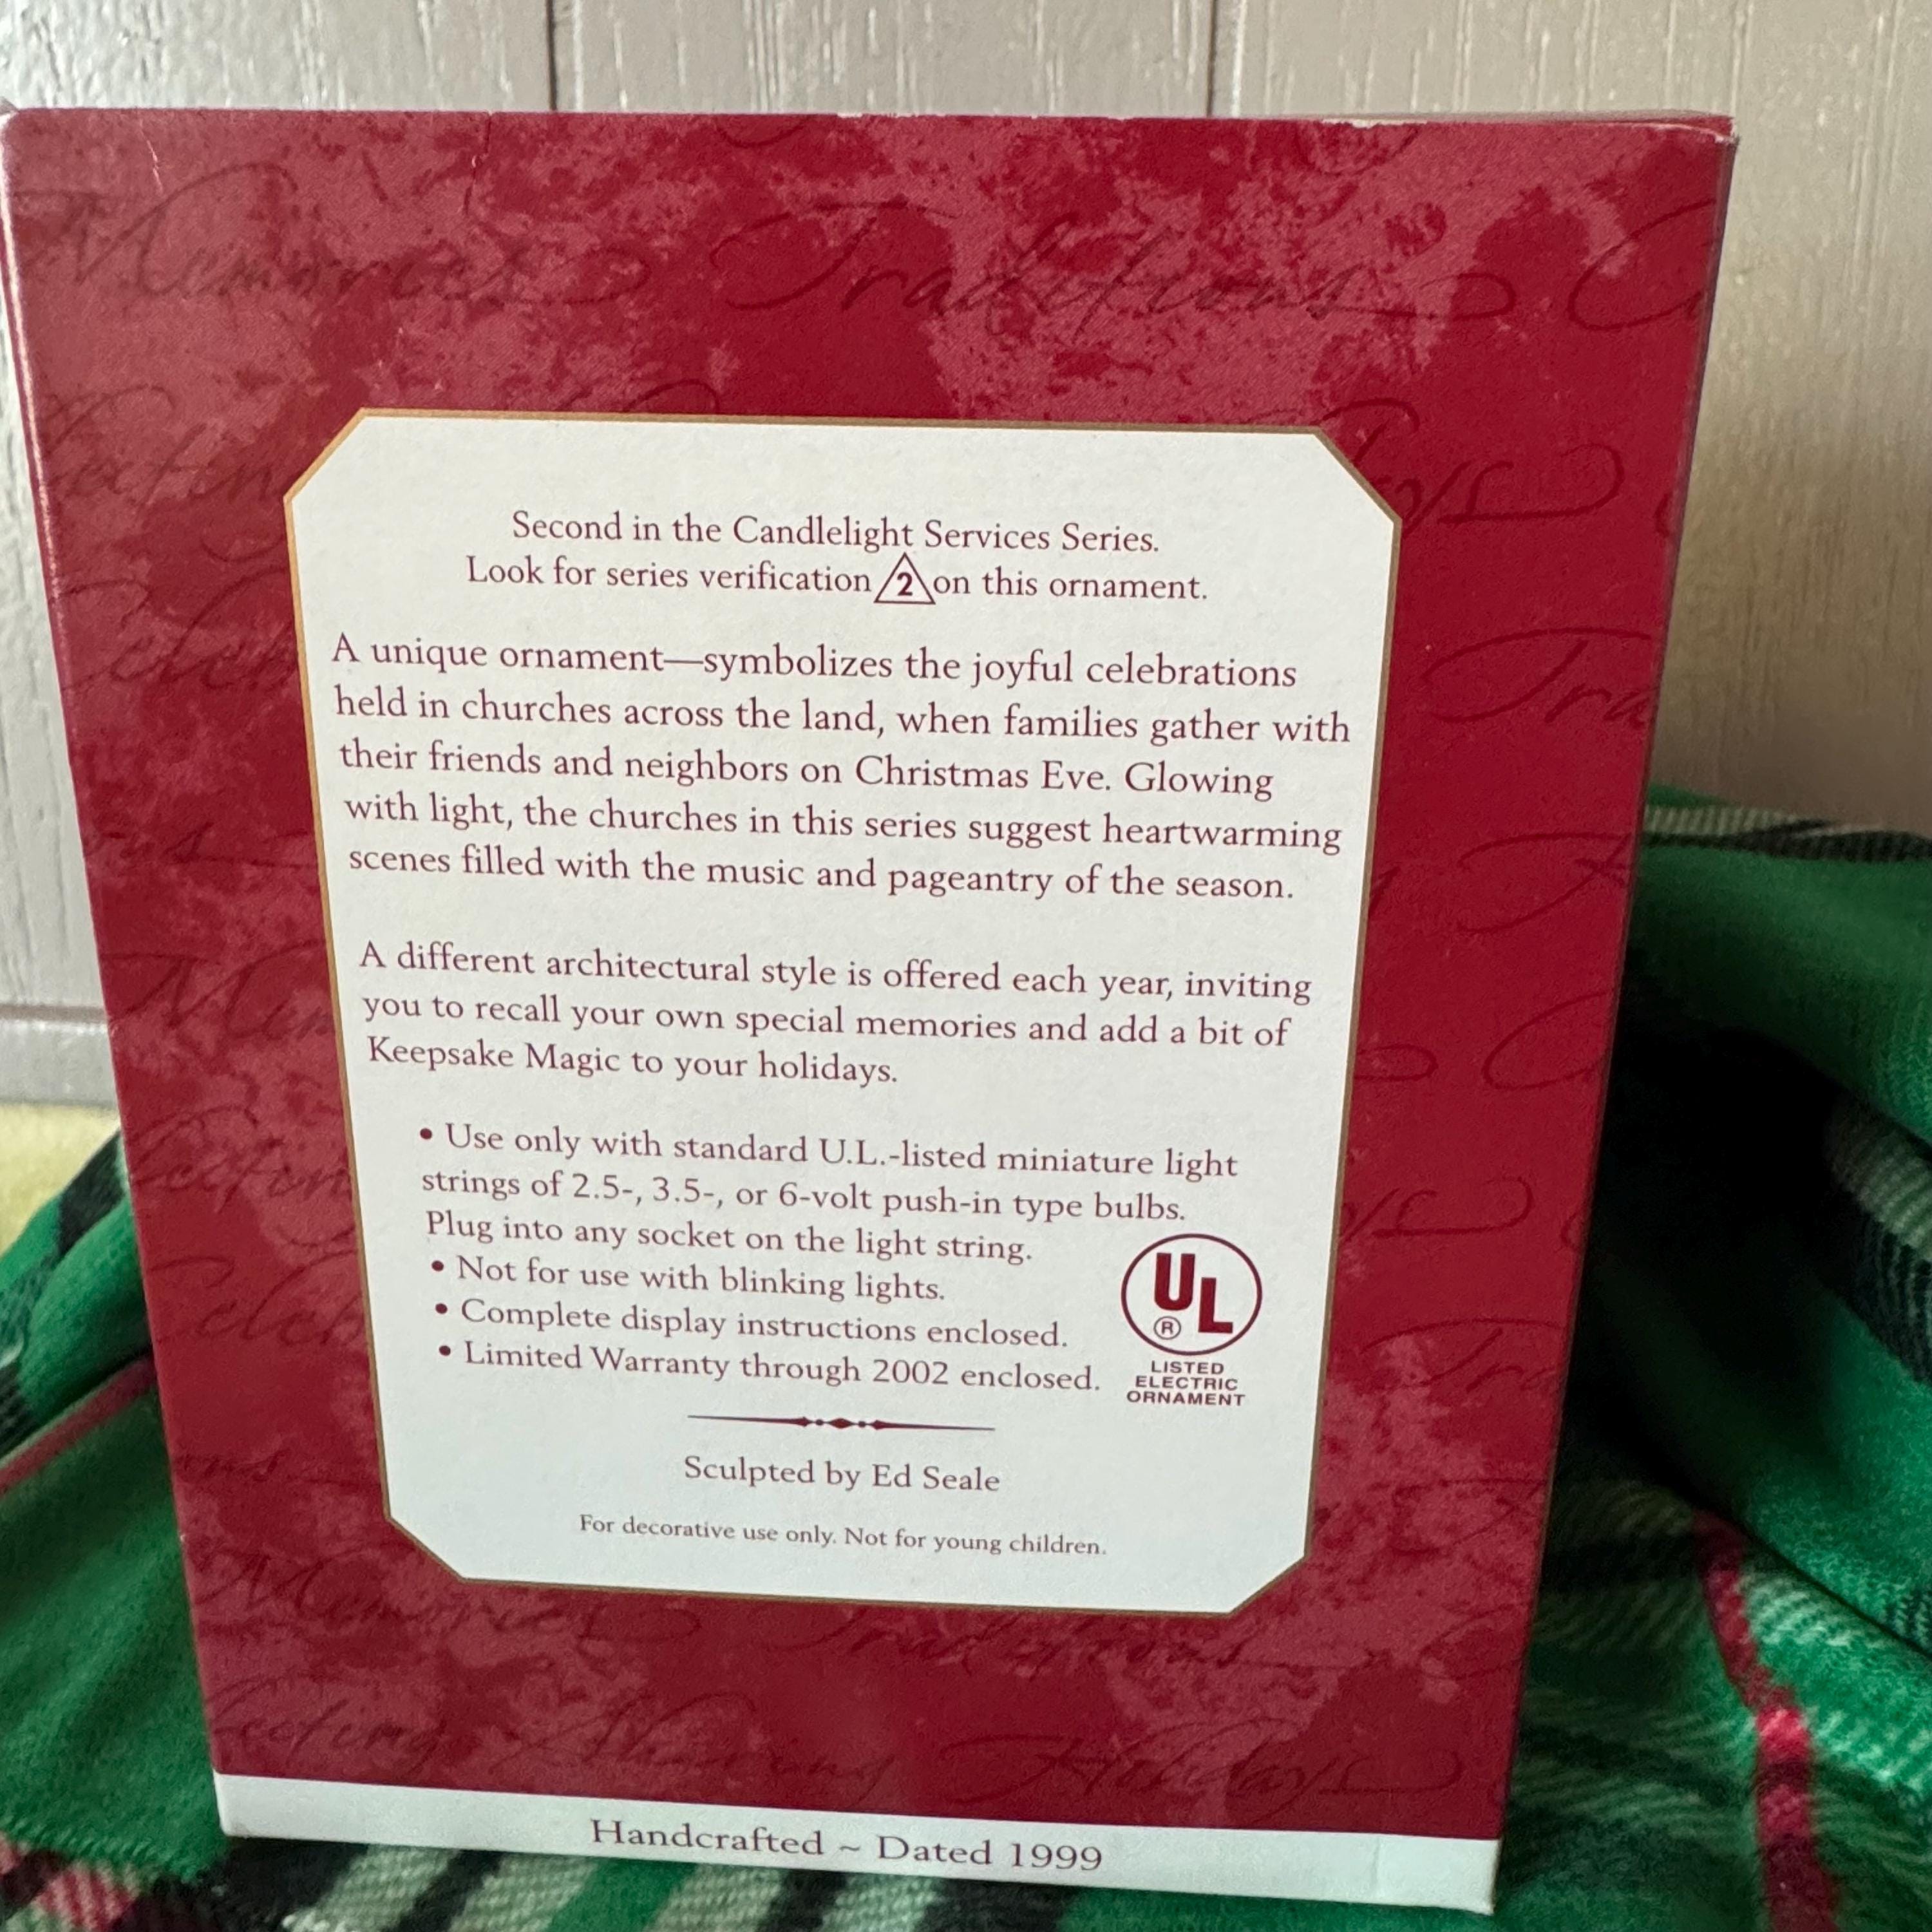 Memories Traditions
Second in the Candlelight Services Series.
Look for series verification 2 on this ornament.
A unique ornament—symbolizes the joyful celebrations
held in churches across the land, when families gather with
their friends and neighbors on Christmas Eve. Glowing
with light, the churches in this series suggest heartwarming
scenes filled with the music and pageantry of the season.
A different architectural style is offered each year, inviting
you to recall your own special memories and add a bit of
Keepsake Magic to your holidays.
• Use only with standard U.L.-listed miniature light
strings of 2.5-, 3.5-, or 6-volt push-in type bulbs.
Plug into any socket on the light string.
• Not for use with blinking lights.
• Complete display instructions enclosed.
• Limited Warranty through 2002 enclosed.
UL ®
LISTED
ELECTRIC
ORNAMENT
Sculpted by Ed Seale
For decorative use only. Not for young children.
Memories Traditions
Sharing Holidays
Handcrafted ~ Dated 1999